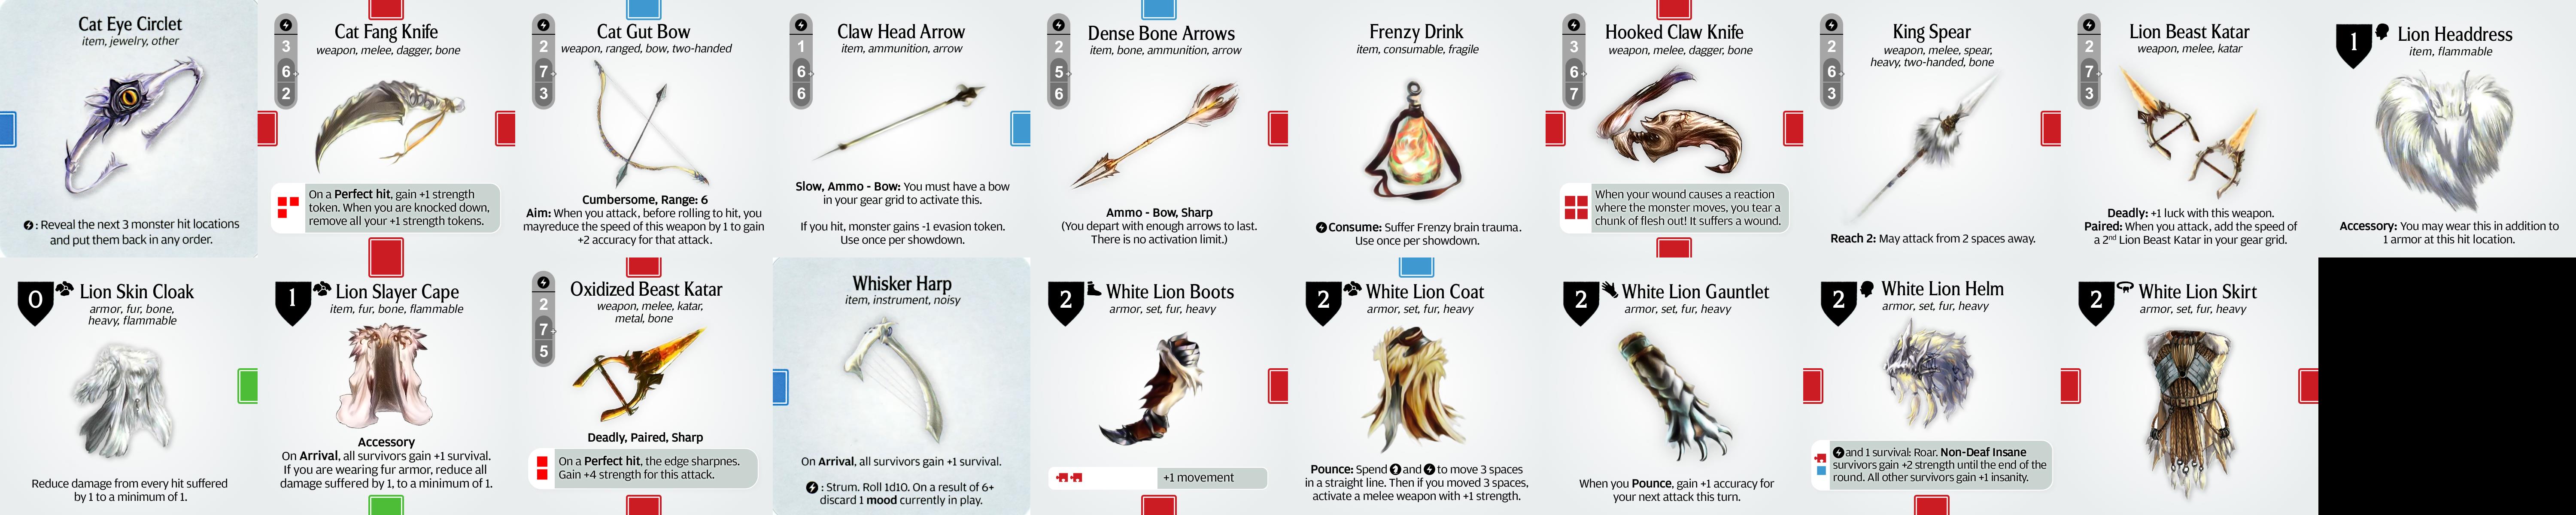 Cat Eye Circlet
item, jewelry, other
: Reveal the next 3 monster hit locations
and put them back in any order.
3
6+
2
Cat Fang Knife
weapon, melee, dagger, bone
On a Perfect hit, gain +1 strength
token. When you are knocked down,
remove all your +1 strength tokens.
2
7+
3
Cat Gut Bow
weapon, ranged, bow, two-handed
Cumbersome, Range: 6
Aim: When you attack, before rolling to hit, you
mayreduce the speed of this weapon by 1 to gain
+2 accuracy for that attack.
1
6+
6
Claw Head Arrow
item, ammunition, arrow
Slow, Ammo - Bow: You must have a bow
in your gear grid to activate this.
If you hit, monster gains -1 evasion token.
Use once per showdown.
2
5+
6
Dense Bone Arrows
item, bone, ammunition, arrow
Ammo - Bow, Sharp
(You depart with enough arrows to last.
There is no activation limit.)
Frenzy Drink
item, consumable, fragile
Consume: Suffer Frenzy brain trauma.
Use once per showdown.
3
6+
7
Hooked Claw Knife
weapon, melee, dagger, bone
When your wound causes a reaction
where the monster moves, you tear a
chunk of flesh out! It suffers a wound.
2
6+
3
King Spear
weapon, melee, spear,
heavy, two-handed, bone
Reach 2: May attack from 2 spaces away.
2
7+
3
Lion Beast Katar
weapon, melee, katar
Deadly: +1 luck with this weapon.
Paired: When you attack, add the speed of
a 2nd Lion Beast Katar in your gear grid.
1
Lion Headdress
item, flammable
Accessory: You may wear this in addition to
1 armor at this hit location.
0
Lion Skin Cloak
armor, fur, bone,
heavy, flammable
Reduce damage from every hit suffered
by 1 to a minimum of 1.
1
Lion Slayer Cape
item, fur, bone, flammable
Accessory
On Arrival, all survivors gain +1 survival.
If you are wearing fur armor, reduce all
damage suffered by 1, to a minimum of 1.
2
7+
5
Oxidized Beast Katar
weapon, melee, katar,
metal, bone
Deadly, Paired, Sharp
On a Perfect hit, the edge sharpnes.
Gain +4 strength for this attack.
Whisker Harp
item, instrument, noisy
On Arrival, all survivors gain +1 survival.
: Strum. Roll 1d10. On a result of 6+
discard 1 mood currently in play.
2
White Lion Boots
armor, set, fur, heavy
+1 movement
2
White Lion Coat
armor, set, fur, heavy
Pounce: Spend and to move 3 spaces
in a straight line. Then if you moved 3 spaces,
activate a melee weapon with +1 strength.
2
White Lion Gauntlet
armor, set, fur, heavy
When you Pounce, gain +1 accuracy for
your next attack this turn.
2
White Lion Helm
armor, set, fur, heavy
and 1 survival: Roar. Non-Deaf Insane
survivors gain +2 strength until the end of the
round. All other survivors gain +1 insanity.
2
White Lion Skirt
armor, set, fur, heavy